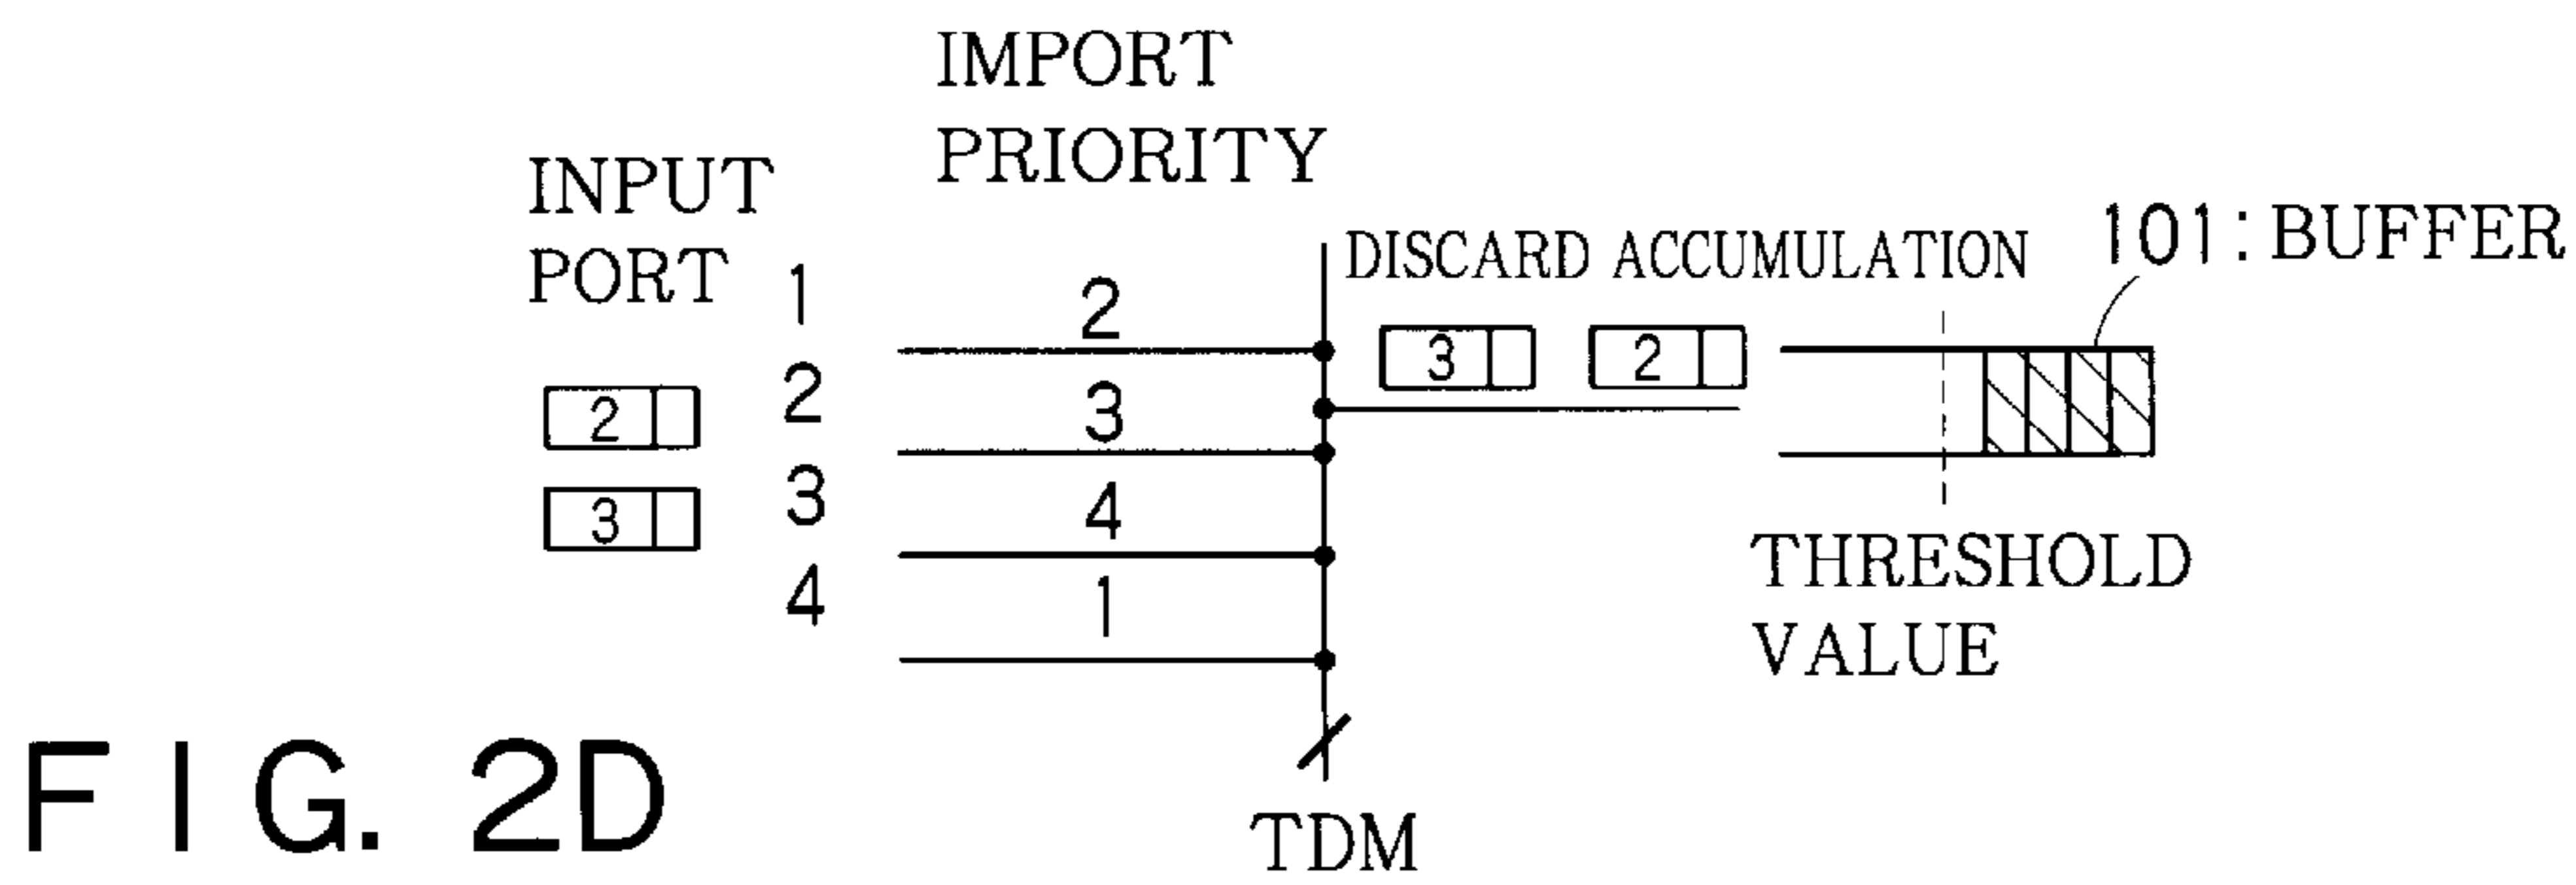 IMPORT
PRIORITY
INPUT
PORT
101: BUFFER
DISCARD ACCUMULATION
1 2
3 2
2 2 3
3 3 4
4 1
THRESHOLD
VALUE
FIG. 2D
TDM